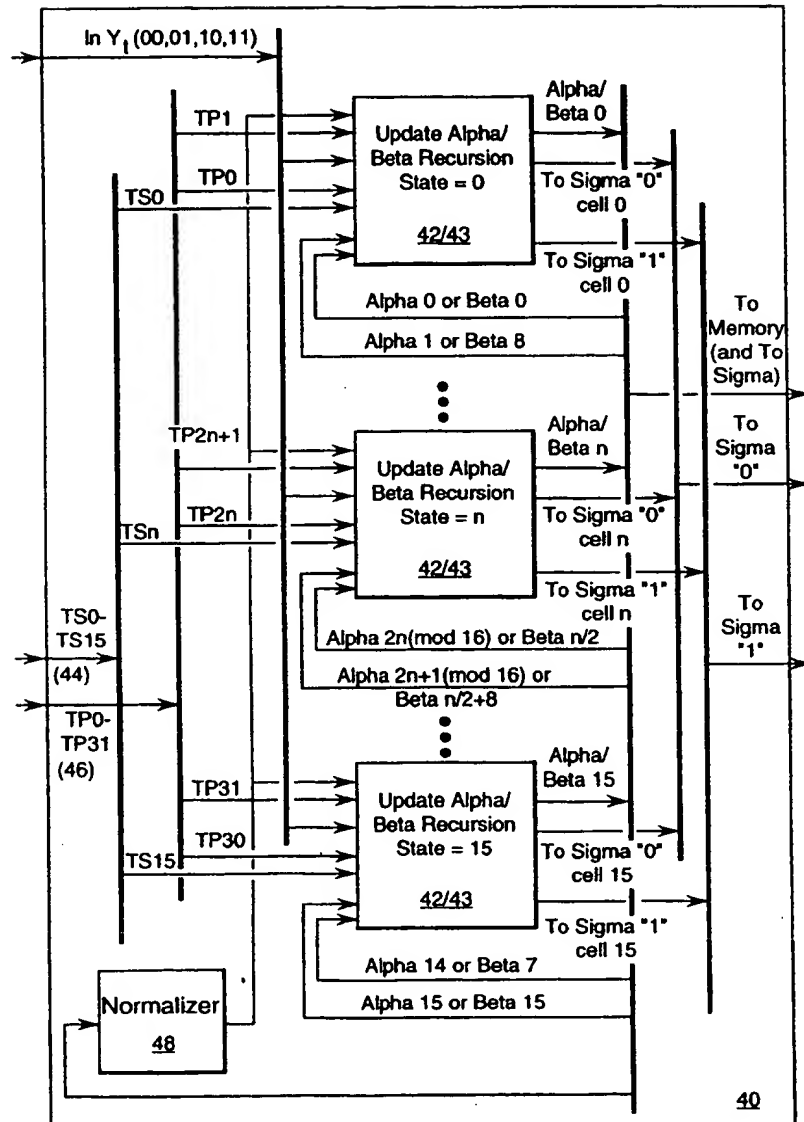 In Yt (00,01,10,11)
TP1
TP0
TS0
Update Alpha/
Beta Recursion
State = 0
42/43
Alpha/
Beta 0
To Sigma "0"
cell 0
To Sigma "1"
cell 0
Alpha 0 or Beta 0
Alpha 1 or Beta 8
To
Memory
(and To
Sigma)
TP2n+1
TP2n
TSn
Update Alpha/
Beta Recursion
State = n
42/43
Alpha/
Beta n
To Sigma "0"
cell n
To Sigma "1"
cell n
To
Sigma
"0"
Alpha 2n(mod 16) or Beta n/2
Alpha 2n+1(mod 16) or
Beta n/2+8
To
Sigma
"1"
TS0-
TS15
(44)
TP0-
TP31
(46)
TP31
TP30
TS15
Update Alpha/
Beta Recursion
State = 15
42/43
Alpha/
Beta 15
To Sigma "0"
cell 15
To Sigma "1"
cell 15
Alpha 14 or Beta 7
Alpha 15 or Beta 15
Normalizer
48
40